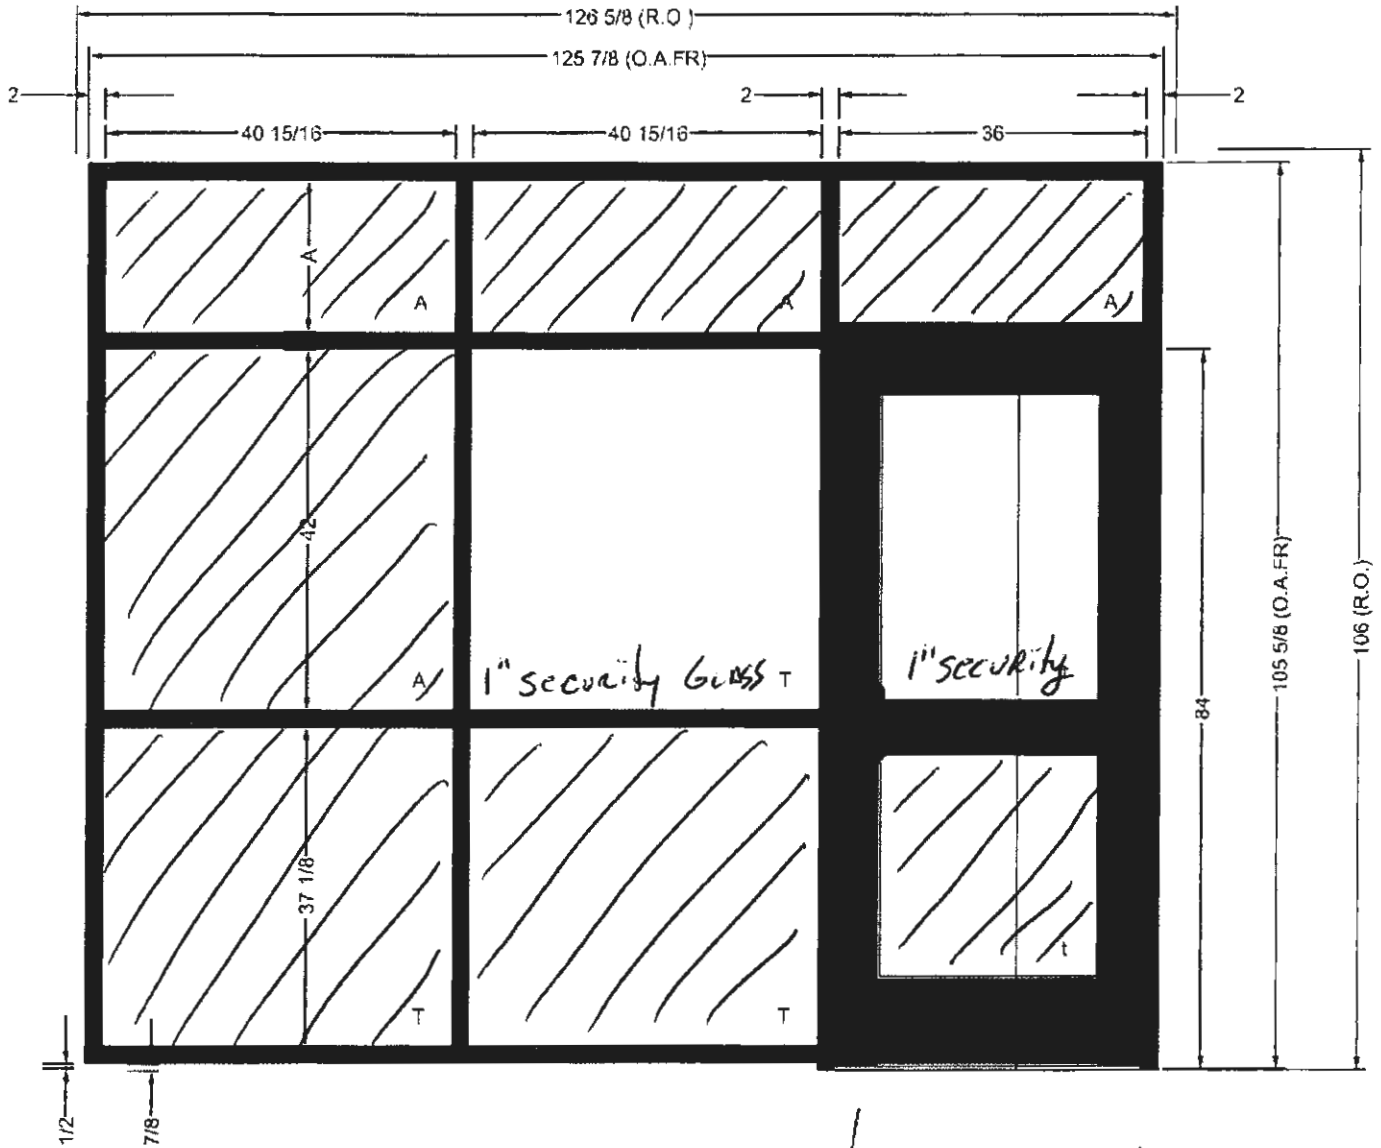 126 5/8 (R.O.)
125 7/8 (O.A.FR)
2
2
2
40 15/16
40 15/16
36
A
A
A
A
42
A
1" security GLASS T
1" security
84
105 5/8 (O.A.FR)
106 (R.O.)
37 1/8
T
T
t
1/2
7/8